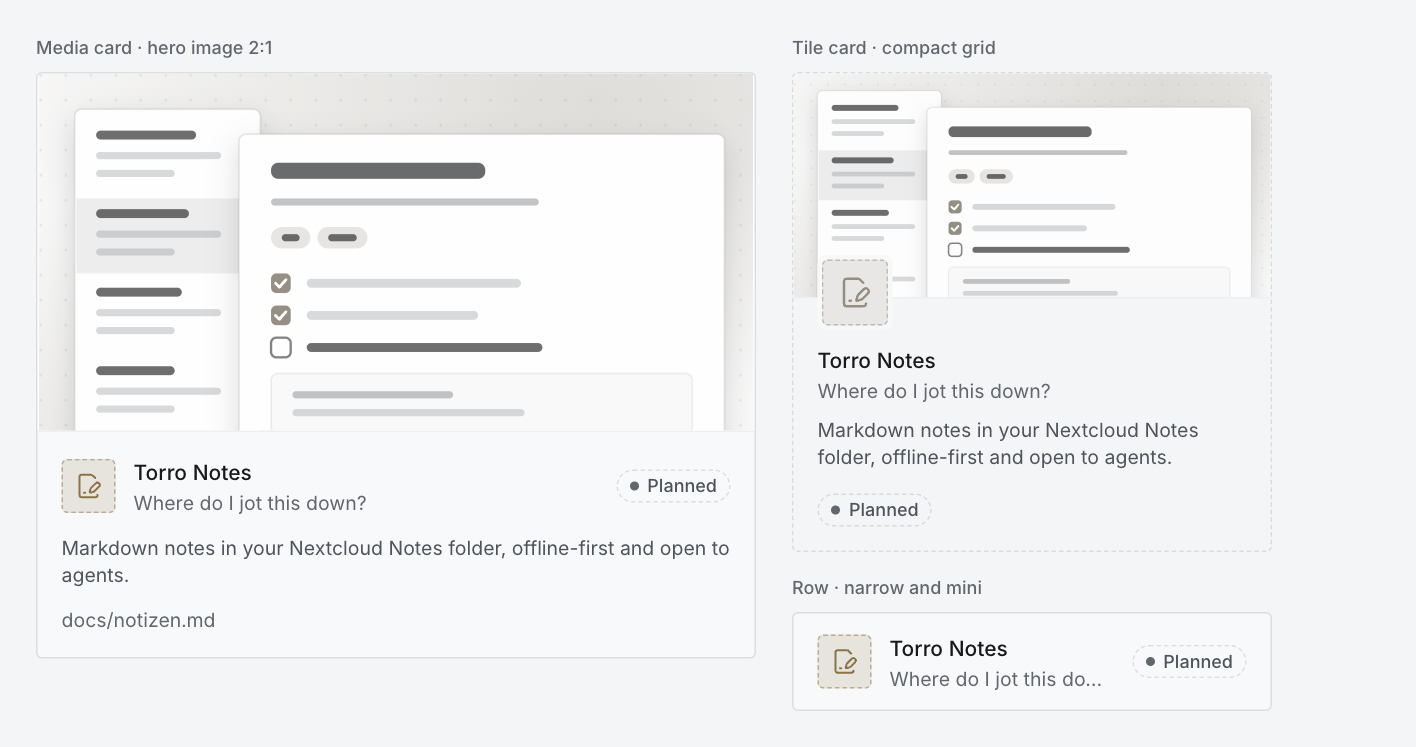 Media card · hero image 2:1
Torro Notes
Where do I jot this down?
Planned
Markdown notes in your Nextcloud Notes folder, offline-first and open to
agents.
docs/notizen.md
Tile card · compact grid
Torro Notes
Where do I jot this down?
Markdown notes in your Nextcloud Notes
folder, offline-first and open to agents.
Planned
Row · narrow and mini
Torro Notes
Where do I jot this do...
Planned